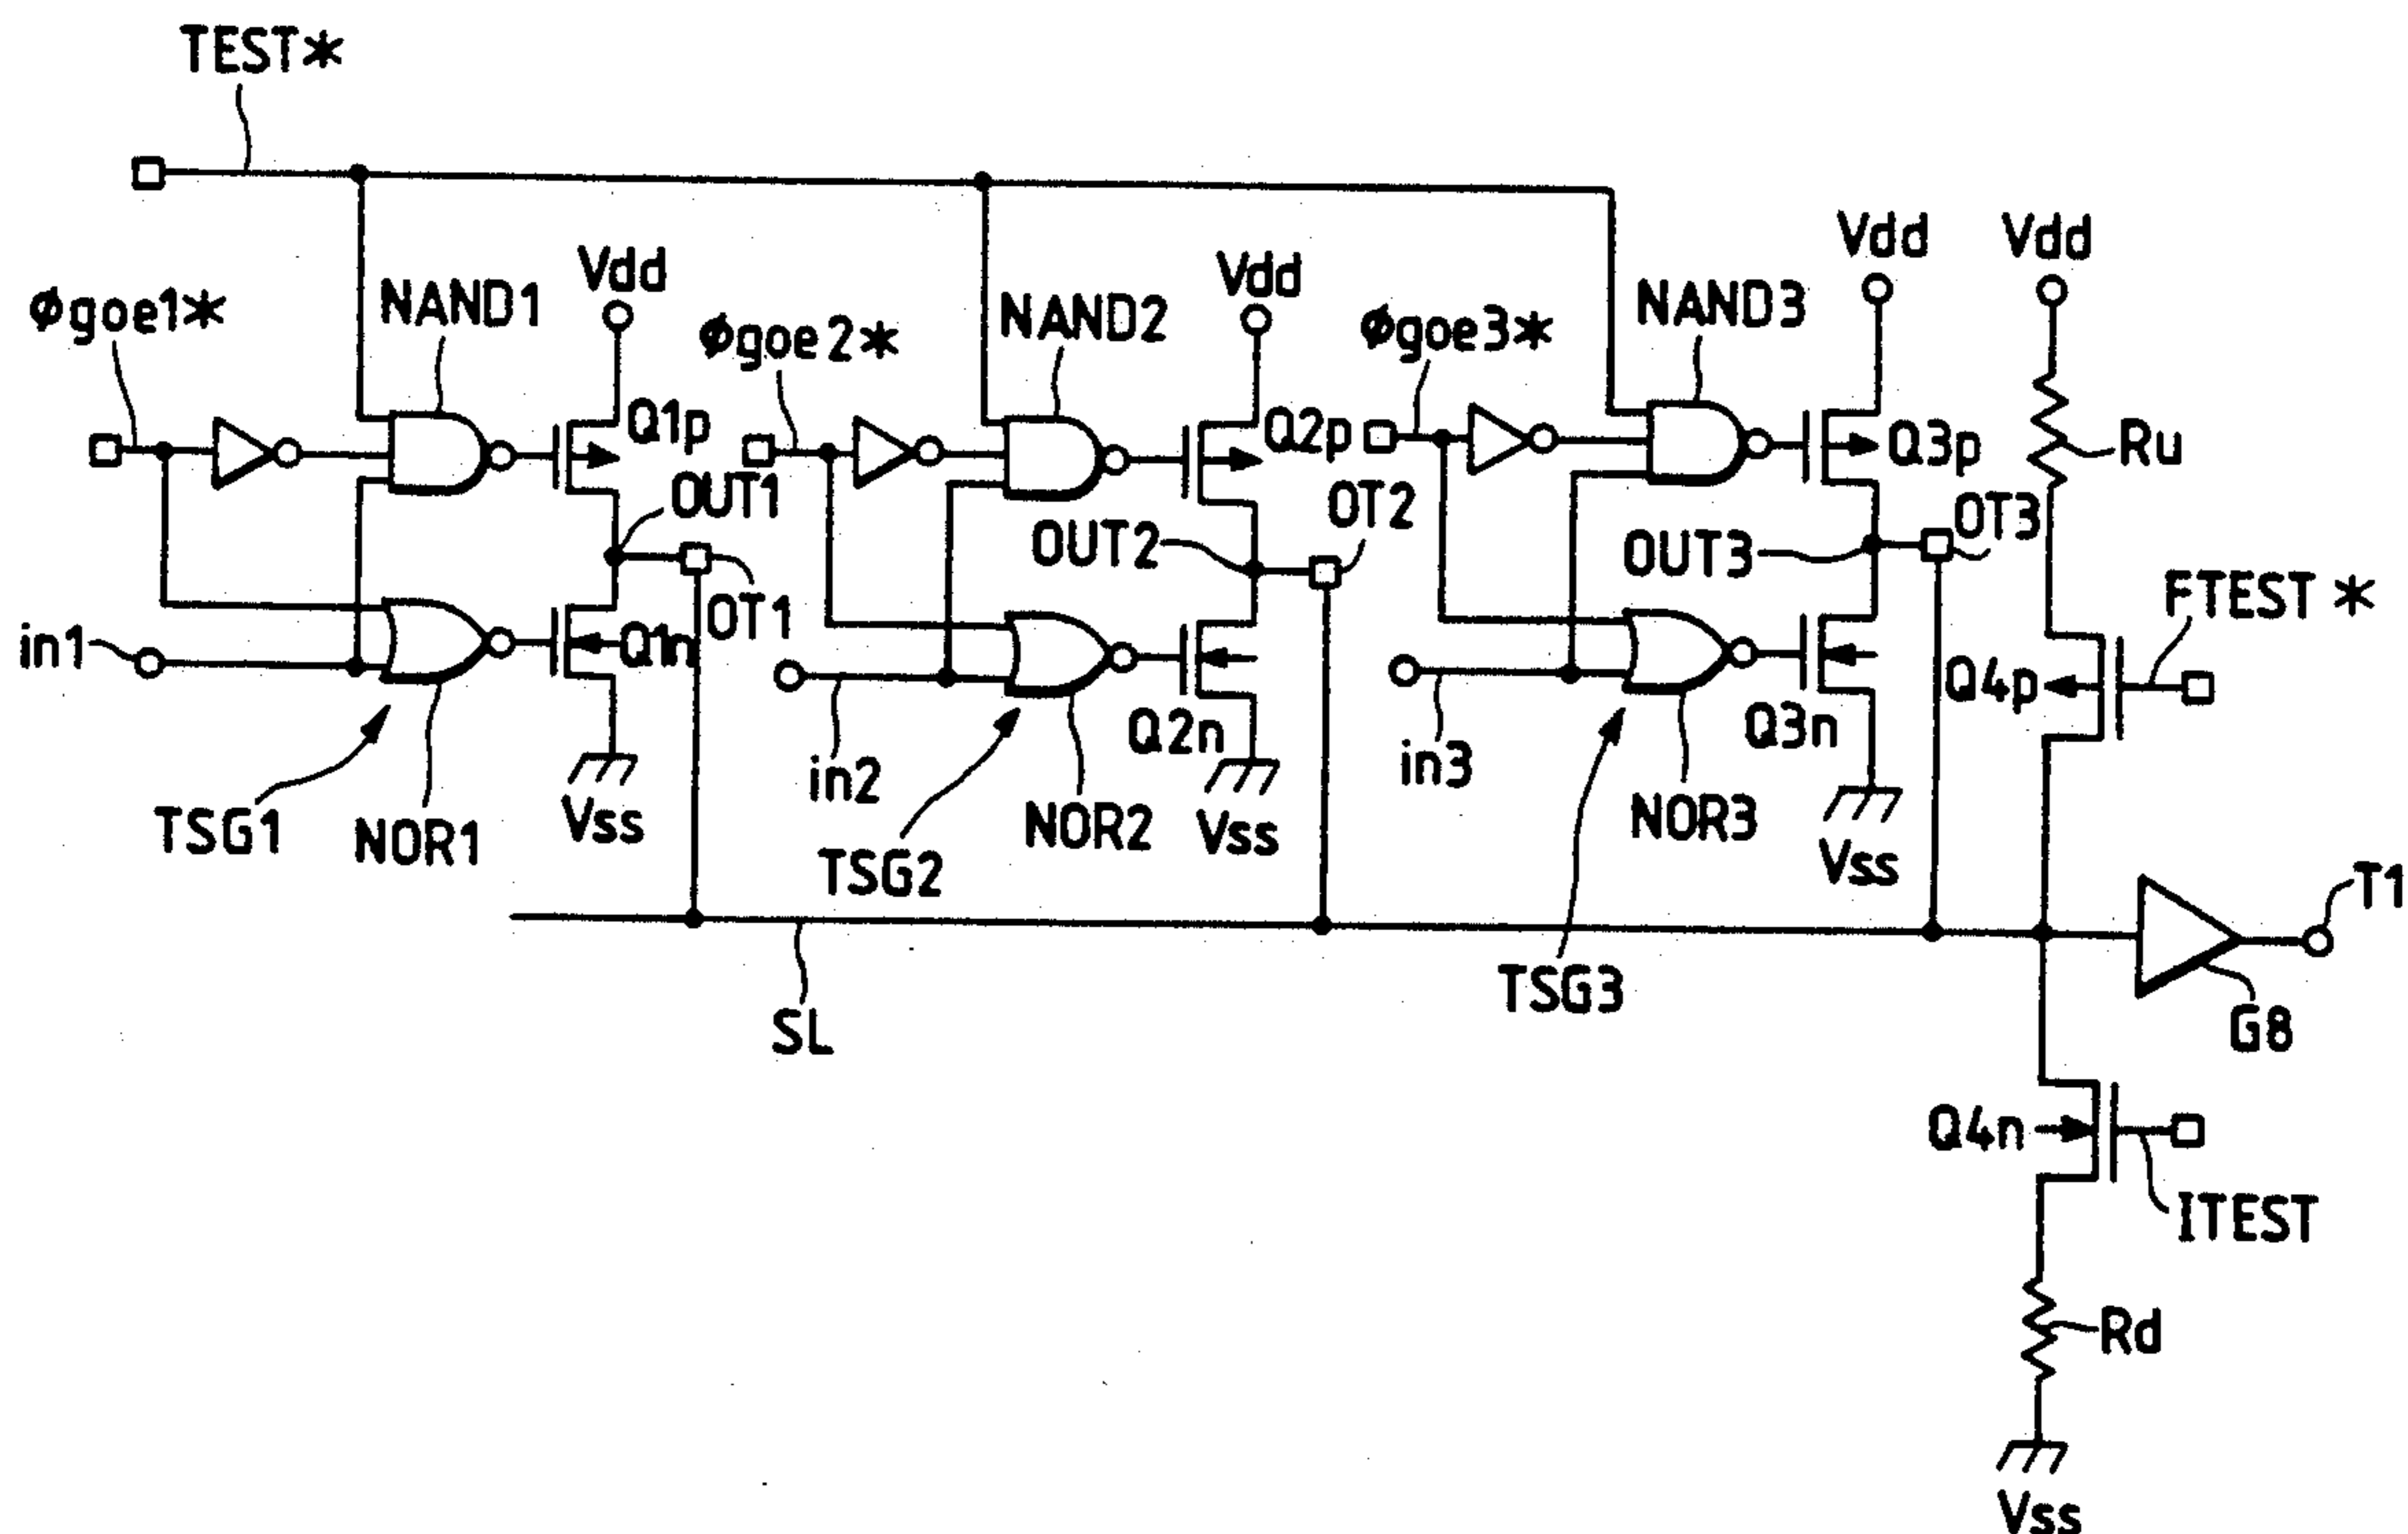 TEST*
Vdd
Vdd
Vdd
Vdd
φgoe1*
NAND1
φgoe2*
NAND2
φgoe3*
NAND3
Q1p
Q2p
Q3p
Ru
OUT1
OT2
OT3
OUT2
OUT3
FTEST*
OT1
in1
Q1n
Q4p
Q2n
Q3n
in2
in3
TSG1
NOR1
Vss
NOR2
Vss
NOR3
Vss
TSG2
T1
TSG3
SL
G8
Q4n
ITEST
Rd
Vss